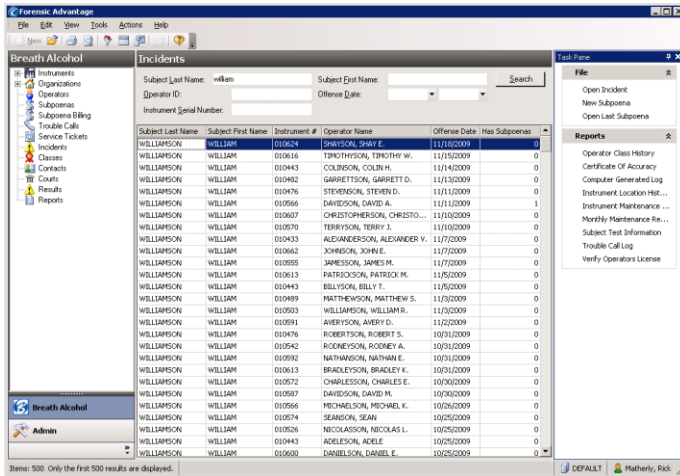 Forensic Advantage
File Edit View Tools Actions Help
New
Breath Alcohol
Instruments
Organizations
Operators
Subpoenas
Subpoena Billing
Trouble Calls
Service Tickets
Incidents
Classes
Contacts
Courts
Results
Reports
Breath Alcohol
Admin
Incidents
Subject Last Name: william Subject First Name: Search
Operator ID: Offense Date:
Instrument Serial Number:
Subject Last Name Subject First Name Instrument # Operator Name Offense Date Has Subpoenas
WILLIAMSON WILLIAM 010624 SHAYSON, SHAY E. 11/18/2009 0
WILLIAMSON WILLIAM 010616 TIMOTHYSON, TIMOTHY W. 11/15/2009 0
WILLIAMSON WILLIAM 010443 COLINSON, COLIN H. 11/14/2009 0
WILLIAMSON WILLIAM 010482 GARRETTSON, GARRETT D. 11/13/2009 0
WILLIAMSON WILLIAM 010476 STEVENSON, STEVEN D. 11/11/2009 0
WILLIAMSON WILLIAM 010566 DAVIDSON, DAVID A. 11/11/2009 1
WILLIAMSON WILLIAM 010607 CHRISTOPHERSON, CHRISTO... 11/11/2009 0
WILLIAMSON WILLIAM 010570 TERRYSON, TERRY J. 11/10/2009 0
WILLIAMSON WILLIAM 010433 ALEXANDERSON, ALEXANDER V. 11/7/2009 0
WILLIAMSON WILLIAM 010662 JOHNSON, JOHN E. 11/7/2009 0
WILLIAMSON WILLIAM 010555 JAMESSON, JAMES M. 11/7/2009 0
WILLIAMSON WILLIAM 010613 PATRICKSON, PATRICK M. 11/5/2009 0
WILLIAMSON WILLIAM 010443 BILLYSON, BILLY T. 11/5/2009 0
WILLIAMSON WILLIAM 010489 MATTHEWSON, MATTHEW S. 11/3/2009 0
WILLIAMSON WILLIAM 010503 WILLIAMSON, WILLIAM R. 11/3/2009 0
WILLIAMSON WILLIAM 010591 AVERYSON, AVERY D. 11/2/2009 0
WILLIAMSON WILLIAM 010476 ROBERTSON, ROBERT S. 10/31/2009 0
WILLIAMSON WILLIAM 010542 RODNEYSON, RODNEY A. 10/31/2009 0
WILLIAMSON WILLIAM 010592 NATHANSON, NATHAN E. 10/31/2009 0
WILLIAMSON WILLIAM 010613 BRADLEYSON, BRADLEY K. 10/31/2009 0
WILLIAMSON WILLIAM 010572 CHARLESSON, CHARLES E. 10/30/2009 0
WILLIAMSON WILLIAM 010587 DAVIDSON, DAVID M. 10/30/2009 0
WILLIAMSON WILLIAM 010566 MICHAELSON, MICHAEL K. 10/26/2009 0
WILLIAMSON WILLIAM 010574 SEANSON, SEAN 10/25/2009 0
WILLIAMSON WILLIAM 010526 NICOLASSON, NICOLAS L. 10/25/2009 0
WILLIAMSON WILLIAM 010443 ADELESON, ADELE 10/25/2009 0
WILLIAMSON WILLIAM 010600 DANIELSON, DANIEL E. 10/25/2009 0
Task Pane
File
Open Incident
New Subpoena
Open Last Subpoena
Reports
Operator Class History
Certificate Of Accuracy
Computer Generated Log
Instrument Location Hist...
Instrument Maintenance ...
Monthly Maintenance Re...
Subject Test Information
Trouble Call Log
Verify Operators License
Items: 500 Only the first 500 results are displayed. DEFAULT Matherly, Rick